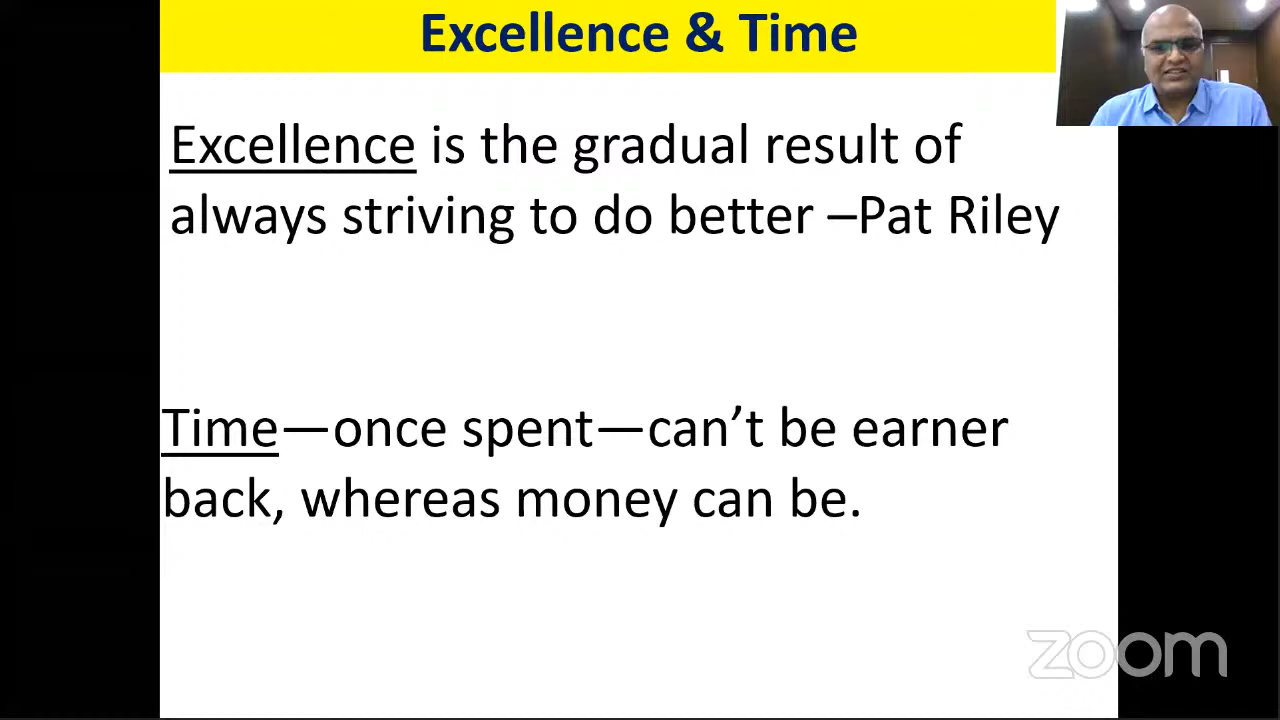 Excellence & Time
Excellence is the gradual result of
always striving to do better –Pat Riley
Time—once spent—can’t be earner
back, whereas money can be.
zoom